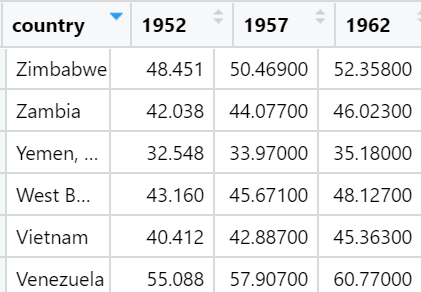 country 1952 1957 1962
Zimbabwe 48.451 50.46900 52.35800
Zambia 42.038 44.07700 46.02300
Yemen, ... 32.548 33.97000 35.18000
West B... 43.160 45.67100 48.12700
Vietnam 40.412 42.88700 45.36300
Venezuela 55.088 57.90700 60.77000